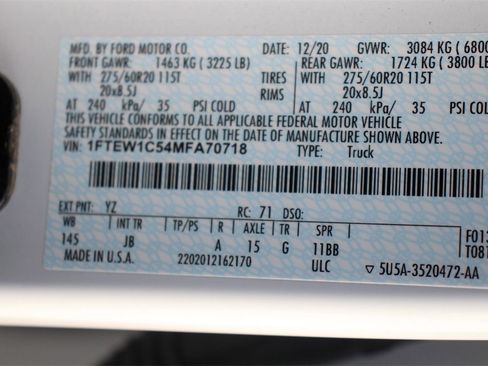 MFD. BY FORD MOTOR CO. DATE: 12/20 GVWR: 3084 KG (6800
FRONT GAWR: 1463 KG (3225 LB) REAR GAWR: 1724 KG (3800 LB
WITH 275/60R20 115T TIRES WITH 275/60R20 115T
20x8.5J RIMS 20x8.5J
AT 240 kPa/ 35 PSI COLD AT 240 kPa/ 35 PSI COLD
THIS VEHICLE CONFORMS TO ALL APPLICABLE FEDERAL MOTOR VEHICLE
SAFETY STANDARDS IN EFFECT ON THE DATE OF MANUFACTURE SHOWN ABOVE.
VIN: 1FTEW1C54MFA70718 TYPE: Truck
EXT PNT: YZ RC: 71 DSO:
WB INT TR TP/PS R AXLE TR SPR
145 JB A 15 G 11BB
F013
T081
MADE IN U.S.A. 2202012162170 ULC ▽ 5U5A-3520472-AA